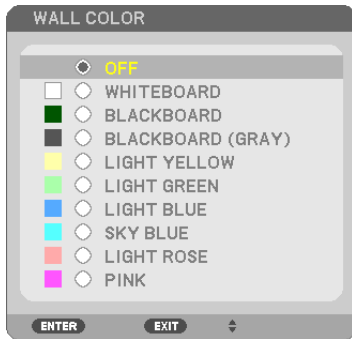 WALL COLOR
OFF
WHITEBOARD
BLACKBOARD
BLACKBOARD (GRAY)
LIGHT YELLOW
LIGHT GREEN
LIGHT BLUE
SKY BLUE
LIGHT ROSE
PINK
ENTER EXIT